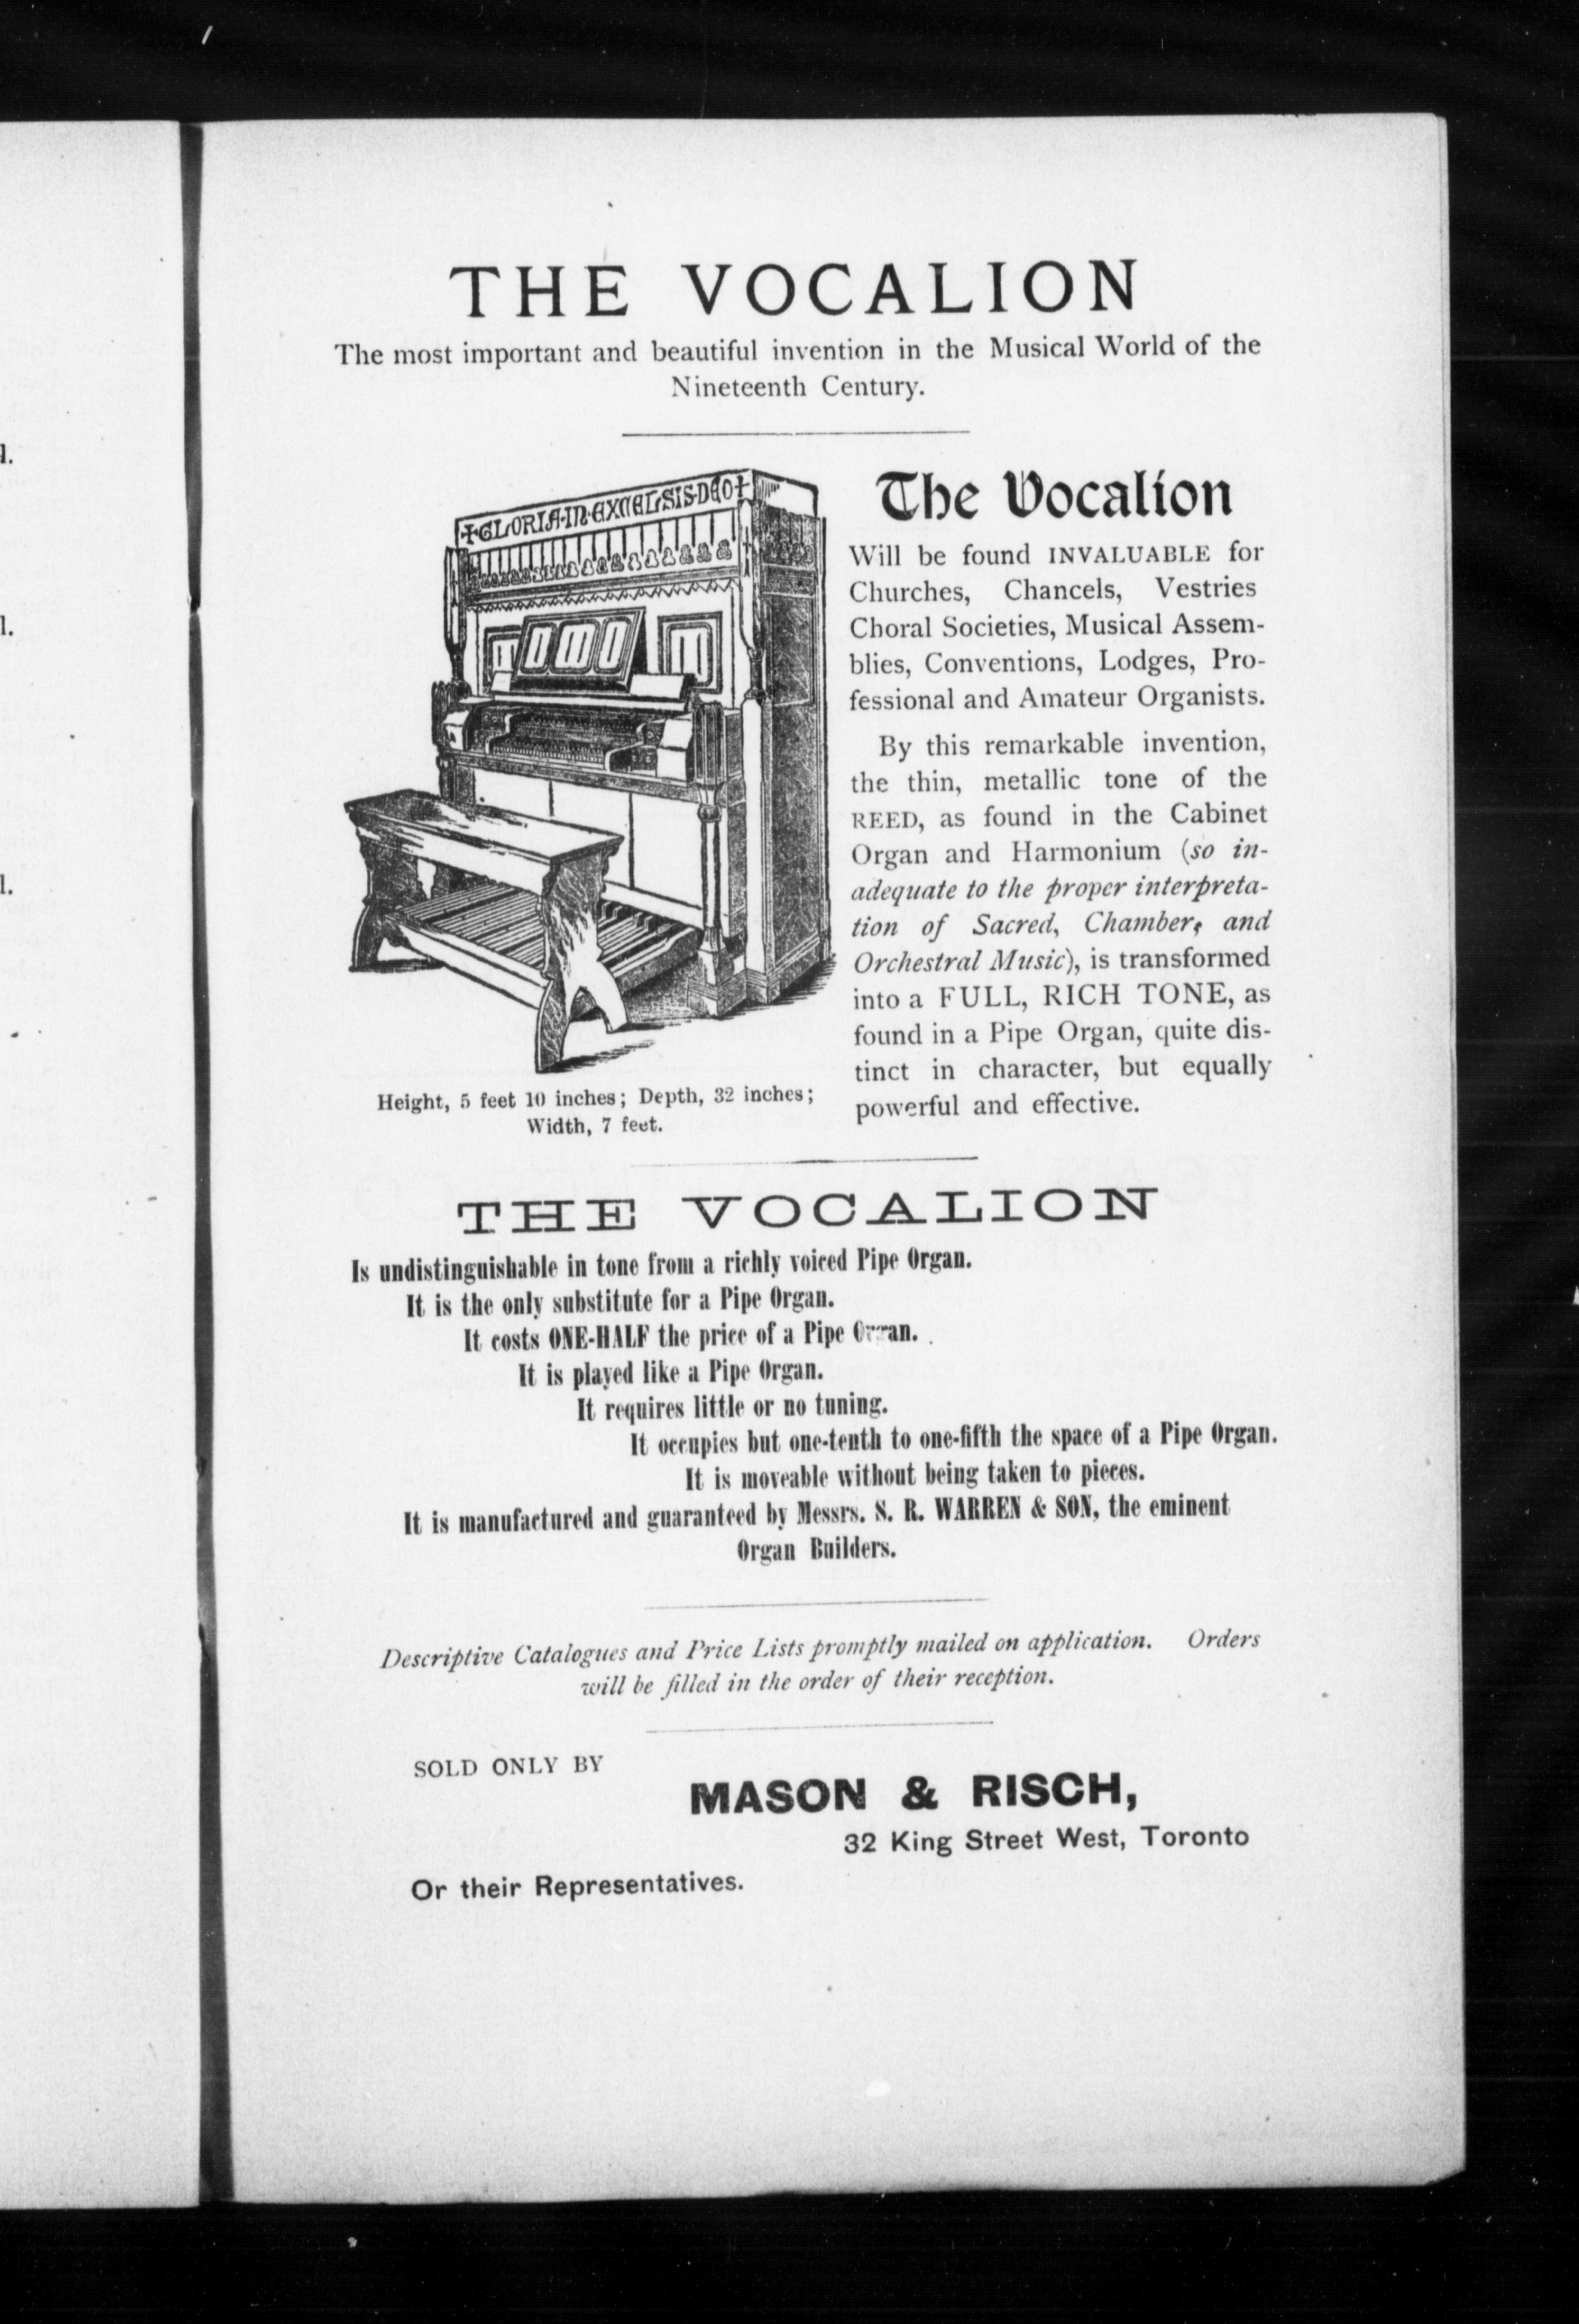 THE VOCALION
The most important and beautiful invention in the Musical World of the
Nineteenth Century.
GLORIA·IN·EXCELSIS·DEO
The Vocalion
Will be found INVALUABLE for
Churches, Chancels, Vestries
Choral Societies, Musical Assem-
blies, Conventions, Lodges, Pro-
fessional and Amateur Organists.
By this remarkable invention,
the thin, metallic tone of the
REED, as found in the Cabinet
Organ and Harmonium (so in-
adequate to the proper interpreta-
tion of Sacred, Chamber, and
Orchestral Music), is transformed
into a FULL, RICH TONE, as
found in a Pipe Organ, quite dis-
tinct in character, but equally
powerful and effective.
Height, 5 feet 10 inches; Depth, 32 inches;
Width, 7 feet.
THE VOCALION
Is undistinguishable in tone from a richly voiced Pipe Organ.
It is the only substitute for a Pipe Organ.
It costs ONE-HALF the price of a Pipe Organ.
It is played like a Pipe Organ.
It requires little or no tuning.
It occupies but one-tenth to one-fifth the space of a Pipe Organ.
It is moveable without being taken to pieces.
It is manufactured and guaranteed by Messrs. S. R. WARREN & SON, the eminent
Organ Builders.
Descriptive Catalogues and Price Lists promptly mailed on application. Orders
will be filled in the order of their reception.
SOLD ONLY BY
MASON & RISCH,
32 King Street West, Toronto
Or their Representatives.